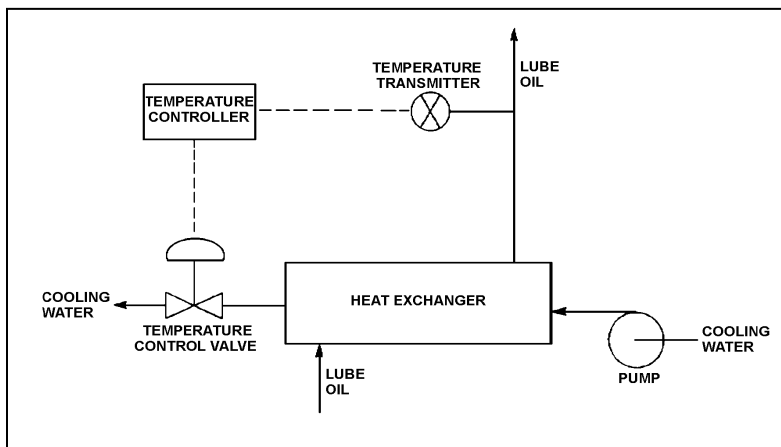 TEMPERATURE
TRANSMITTER
LUBE
OIL
TEMPERATURE
CONTROLLER
HEAT EXCHANGER
COOLING
WATER
TEMPERATURE
CONTROL VALVE
COOLING
WATER
PUMP
LUBE
OIL